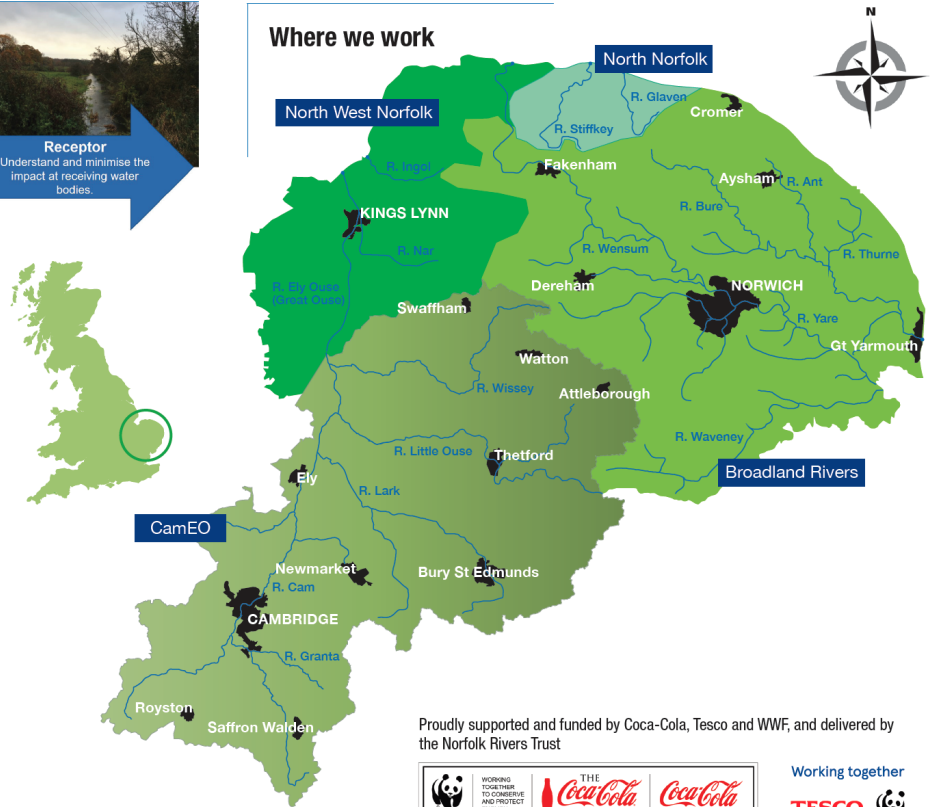 Where we work
N
North Norfolk
North West Norfolk
R. Glaven
Cromer
R. Stiffkey
Receptor
Understand and minimise the
impact at receiving water
bodies.
R. Ingol
Fakenham
Aysham
R. Ant
R. Bure
KINGS LYNN
R. Nar
R. Wensum
R. Thurne
R. Ely Ouse
(Great Ouse)
Dereham
NORWICH
Swaffham
R. Yare
Gt Yarmouth
Watton
R. Wissey
Attleborough
R. Waveney
R. Little Ouse
Thetford
Broadland Rivers
Ely
R. Lark
CamEO
Newmarket
Bury St Edmunds
R. Cam
CAMBRIDGE
R. Granta
Royston
Saffron Walden
Proudly supported and funded by Coca-Cola, Tesco and WWF, and delivered by
the Norfolk Rivers Trust
Working together
WORKING
TOGETHER
TO CONSERVE
AND PROTECT
THE
Coca-Cola
Coca-Cola
TESCO